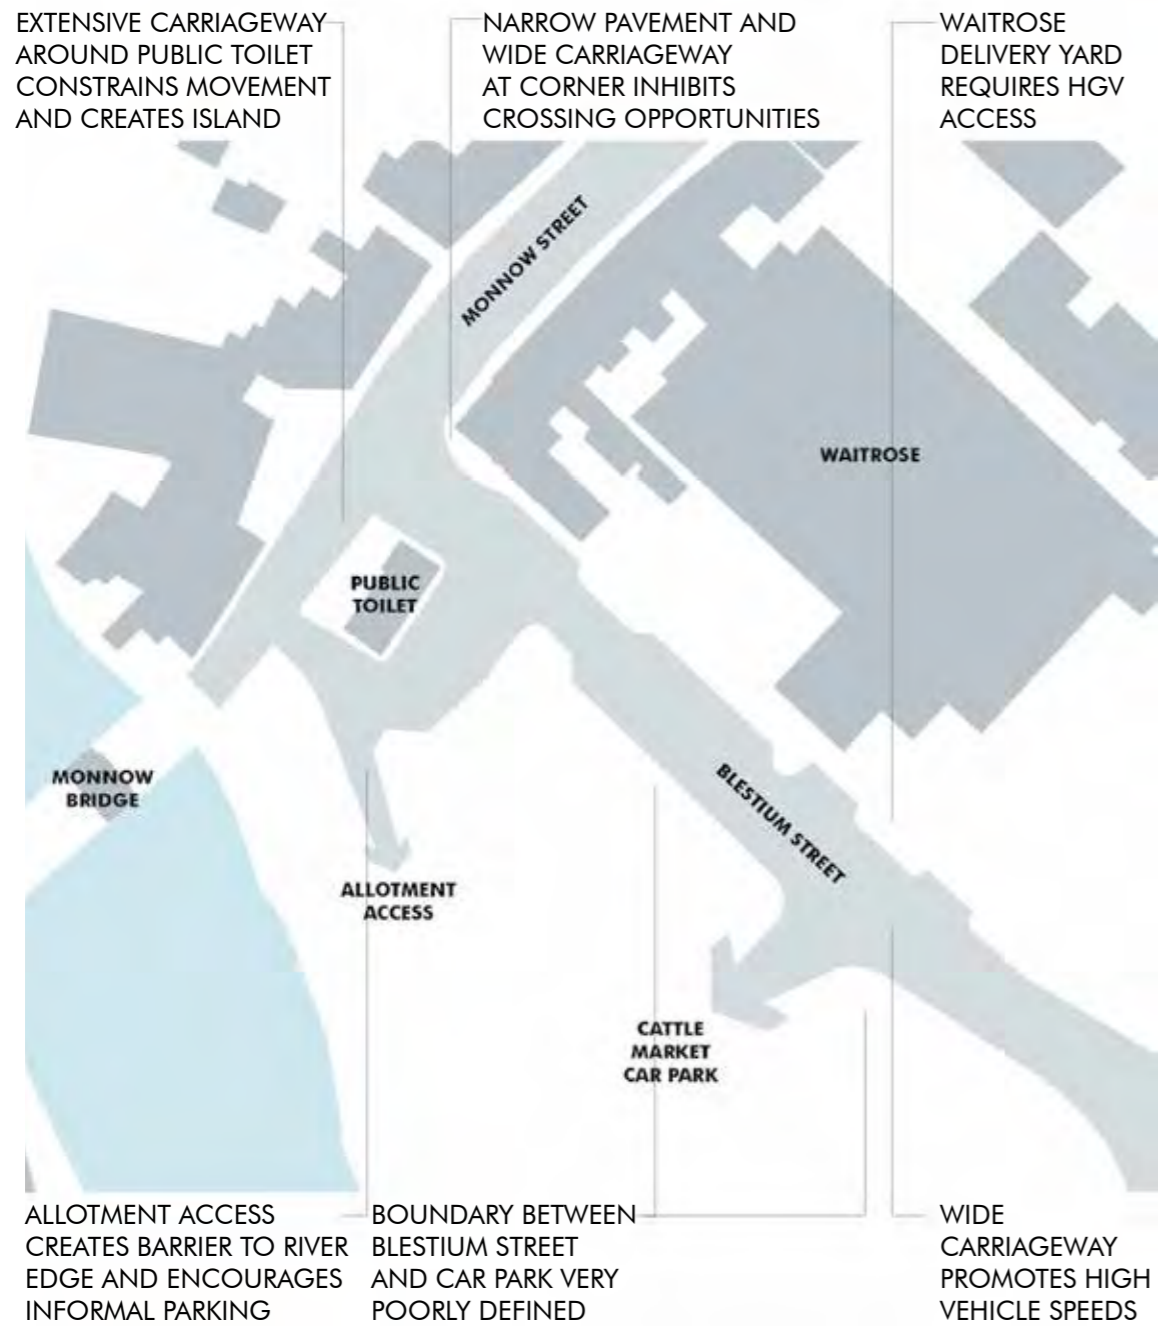 EXTENSIVE CARRIAGEWAY
AROUND PUBLIC TOILET
CONSTRAINS MOVEMENT
AND CREATES ISLAND
NARROW PAVEMENT AND
WIDE CARRIAGEWAY
AT CORNER INHIBITS
CROSSING OPPORTUNITIES
WAITROSE
DELIVERY YARD
REQUIRES HGV
ACCESS
MONNOW STREET
WAITROSE
PUBLIC
TOILET
MONNOW
BRIDGE
BLESTIUM STREET
ALLOTMENT
ACCESS
CATTLE
MARKET
CAR PARK
ALLOTMENT ACCESS
CREATES BARRIER TO RIVER
EDGE AND ENCOURAGES
INFORMAL PARKING
BOUNDARY BETWEEN
BLESTIUM STREET
AND CAR PARK VERY
POORLY DEFINED
WIDE
CARRIAGEWAY
PROMOTES HIGH
VEHICLE SPEEDS